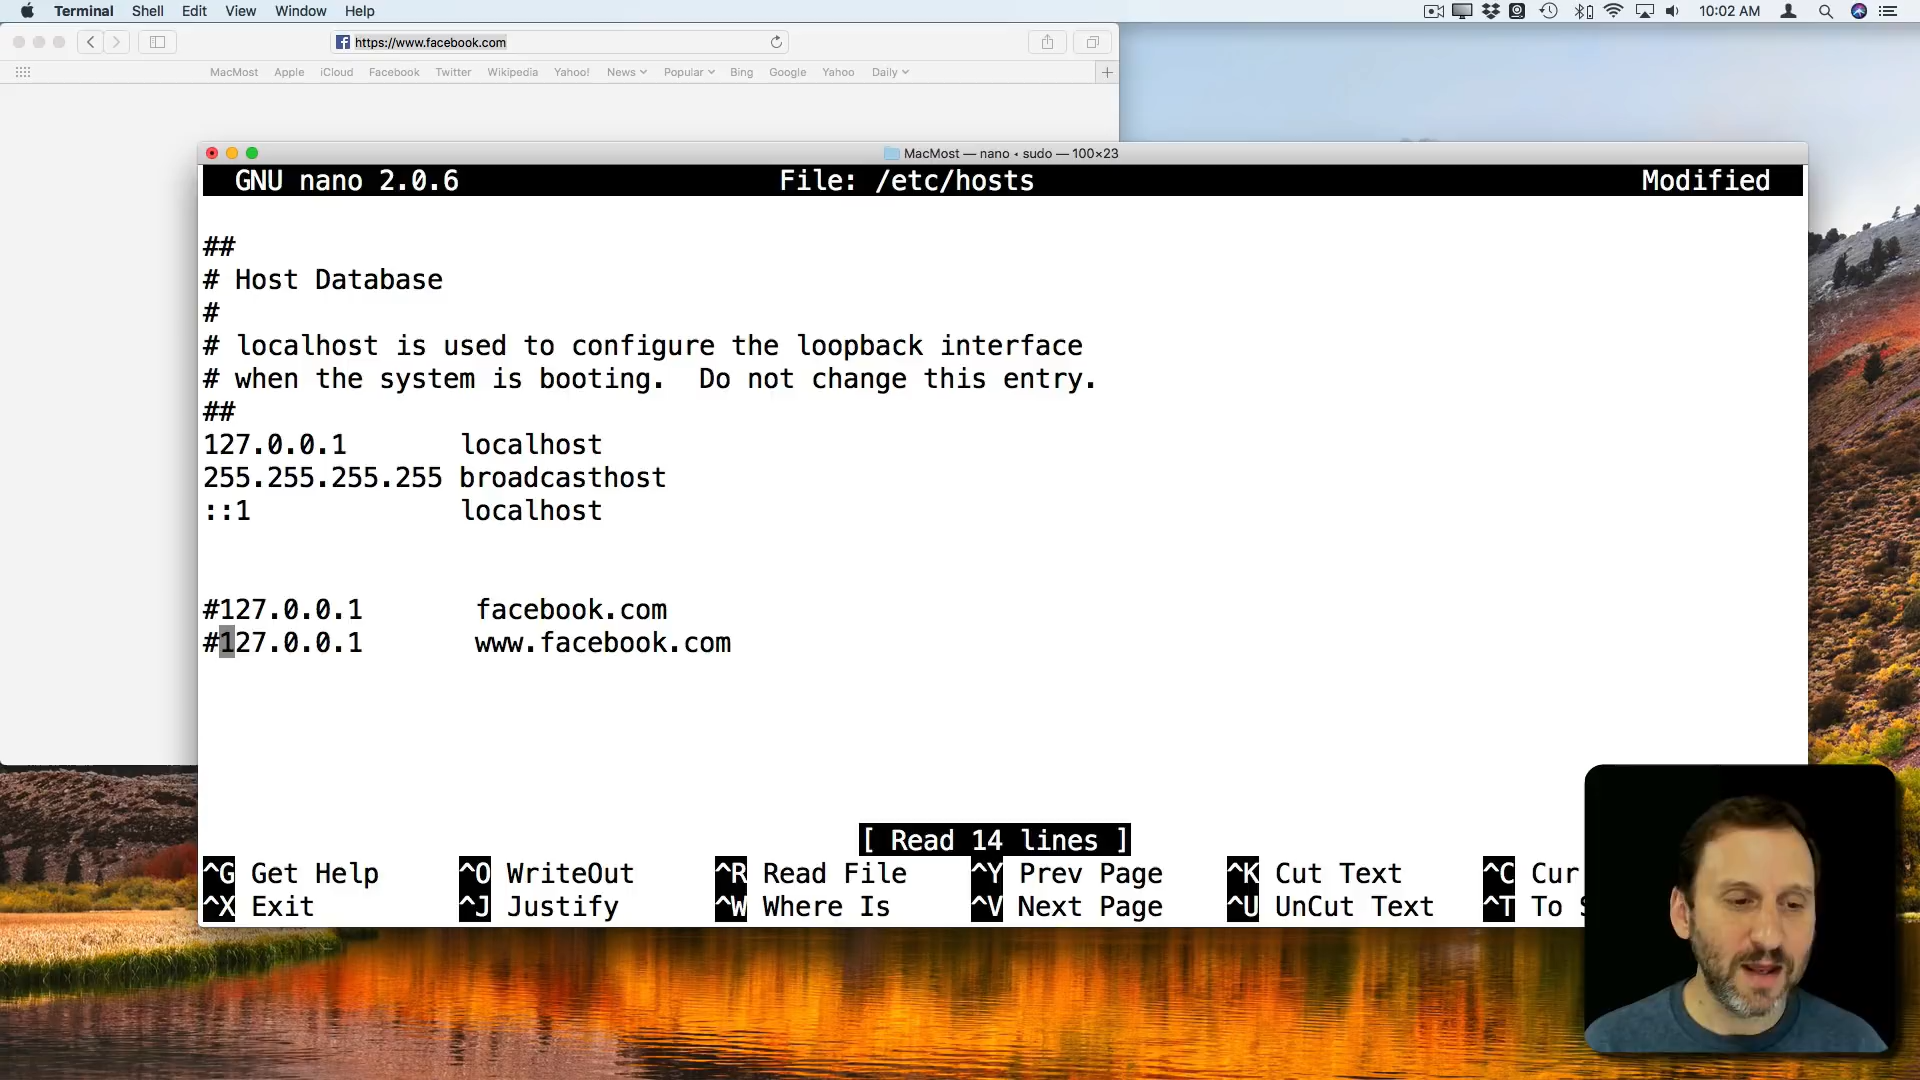 Terminal Shell Edit View Window Help 10:02 AM
https://www.facebook.com
MacMost Apple iCloud Facebook Twitter Wikipedia Yahoo! News Popular Bing Google Yahoo Daily
MacMost — nano • sudo — 100×23
GNU nano 2.0.6 File: /etc/hosts Modified
##
# Host Database
#
# localhost is used to configure the loopback interface
# when the system is booting.  Do not change this entry.
##
127.0.0.1 localhost
255.255.255.255 broadcasthost
::1 localhost
#127.0.0.1 facebook.com
#127.0.0.1 www.facebook.com
[ Read 14 lines ]
^G Get Help ^O WriteOut ^R Read File ^Y Prev Page ^K Cut Text ^C Cur
^X Exit ^J Justify ^W Where Is ^V Next Page ^U UnCut Text ^T To